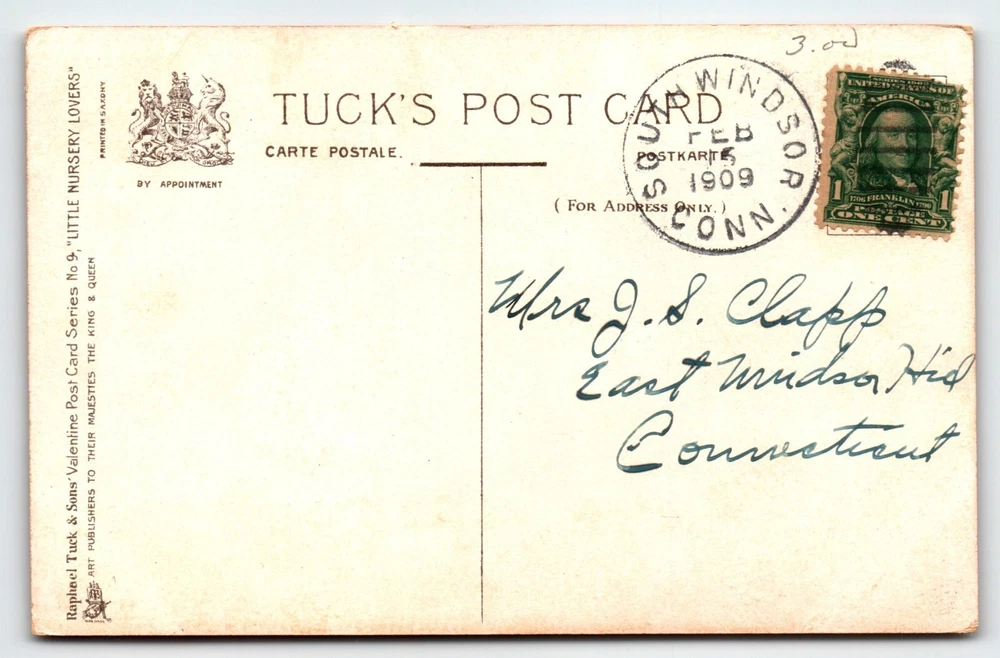 3.00
TUCK'S POST CARD
CARTE POSTALE.
POSTKARTE
( FOR ADDRESS ONLY. )
BY APPOINTMENT
PRINTED IN SAXONY
Raphael Tuck & Sons' Valentine Post Card Series No 9, "LITTLE NURSERY LOVERS"
ART PUBLISHERS TO THEIR MAJESTIES THE KING & QUEEN
SOUTH WINDSOR.
FEB
15
1909
CONN
UNITED STATES OF
AMERICA
1 FRANKLIN 1
POSTAGE
ONE CENT
Mrs J. S. Clapp
East Windsor Hill
Connecticut